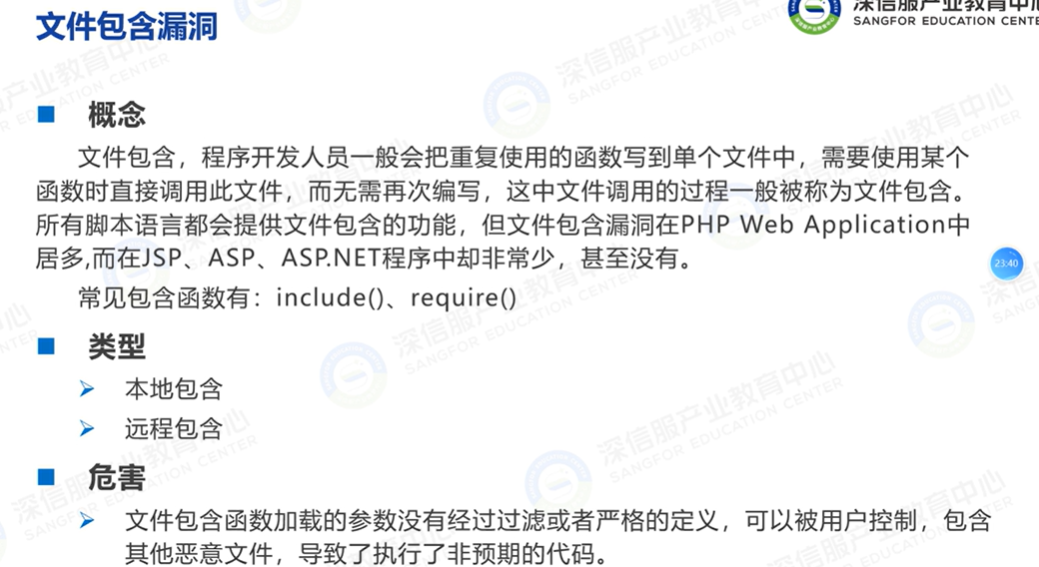 文件包含漏洞
深信服产业教育中心
SANGFOR EDUCATION CENTE
概念
文件包含，程序开发人员一般会把重复使用的函数写到单个文件中，需要使用某个
函数时直接调用此文件，而无需再次编写，这中文件调用的过程一般被称为文件包含。
所有脚本语言都会提供文件包含的功能，但文件包含漏洞在PHP Web Application中
居多,而在JSP、ASP、ASP.NET程序中却非常少，甚至没有。
23:40
常见包含函数有：include()、require()
类型
本地包含
远程包含
危害
文件包含函数加载的参数没有经过过滤或者严格的定义，可以被用户控制，包含
其他恶意文件，导致了执行了非预期的代码。